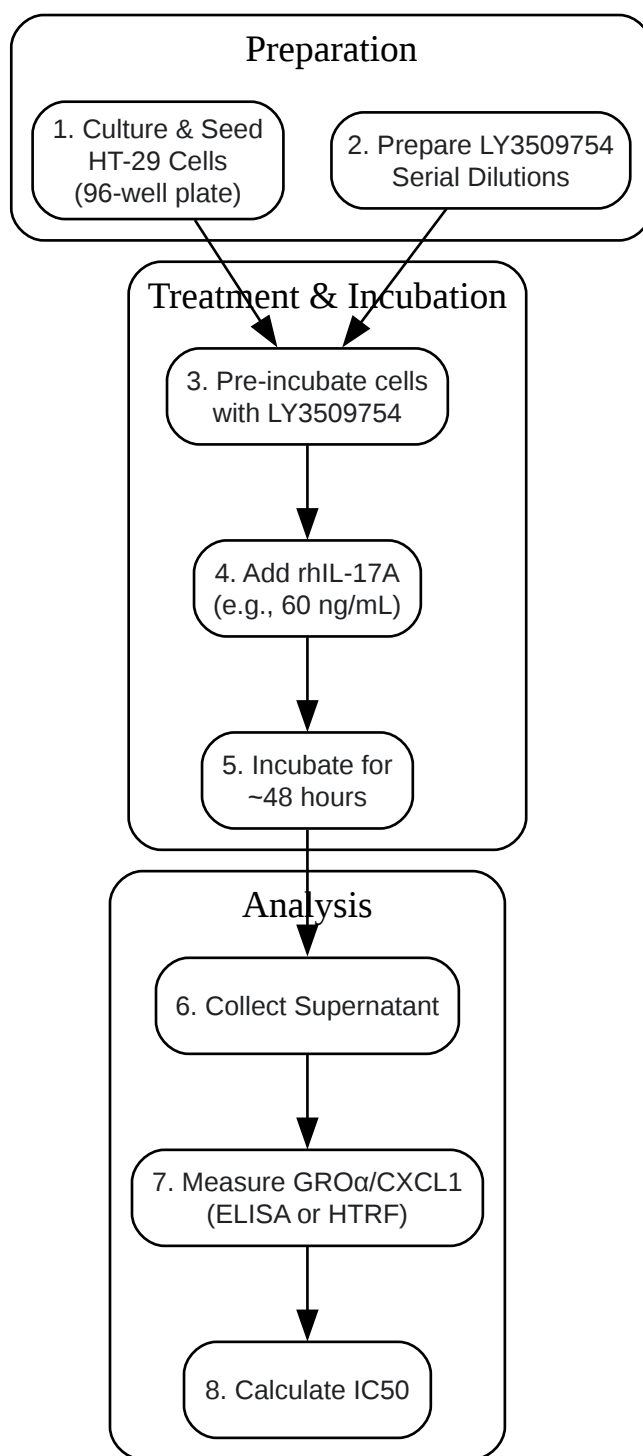 Preparation
1. Culture & Seed
HT-29 Cells
(96-well plate)
2. Prepare LY3509754
Serial Dilutions
Treatment & Incubation
3. Pre-incubate cells
with LY3509754
4. Add rhIL-17A
(e.g., 60 ng/mL)
5. Incubate for
~48 hours
Analysis
6. Collect Supernatant
7. Measure GROα/CXCL1
(ELISA or HTRF)
8. Calculate IC50